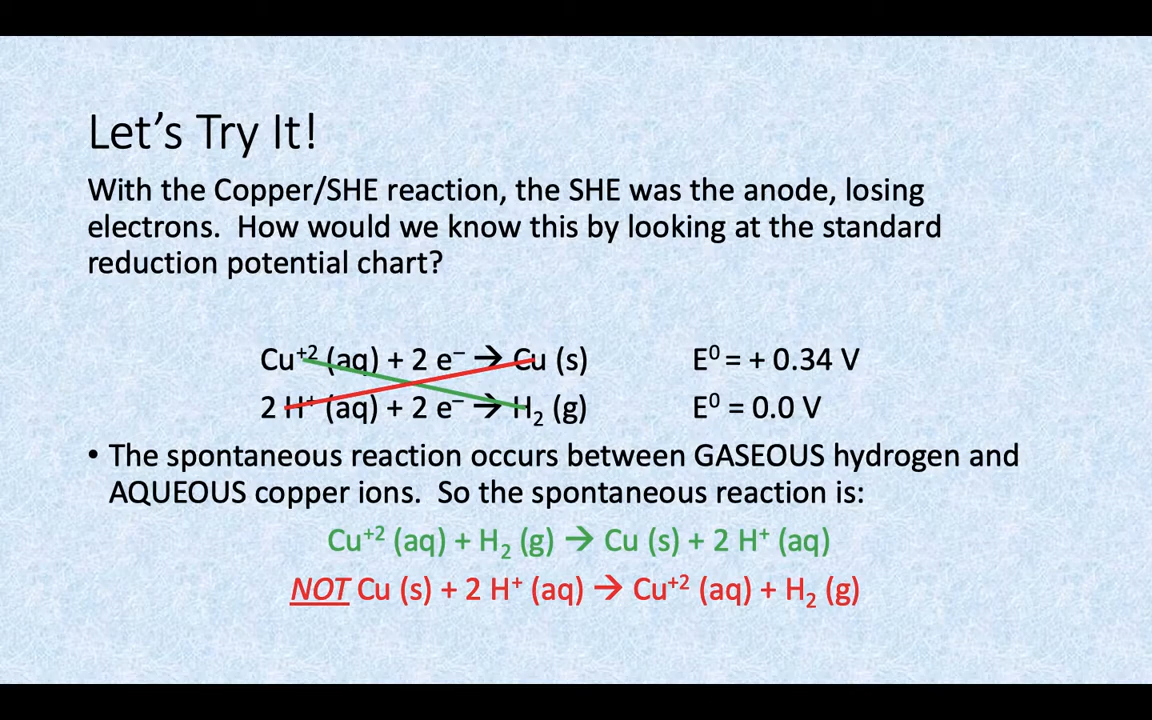 Let's Try It!
With the Copper/SHE reaction, the SHE was the anode, losing
electrons.  How would we know this by looking at the standard
reduction potential chart?
Cu⁺² (aq) + 2 e⁻ → Cu (s) E⁰ = + 0.34 V
2 H⁺ (aq) + 2 e⁻ → H₂ (g) E⁰ = 0.0 V
• The spontaneous reaction occurs between GASEOUS hydrogen and
AQUEOUS copper ions.  So the spontaneous reaction is:
Cu⁺² (aq) + H₂ (g) → Cu (s) + 2 H⁺ (aq)
NOT Cu (s) + 2 H⁺ (aq) → Cu⁺² (aq) + H₂ (g)